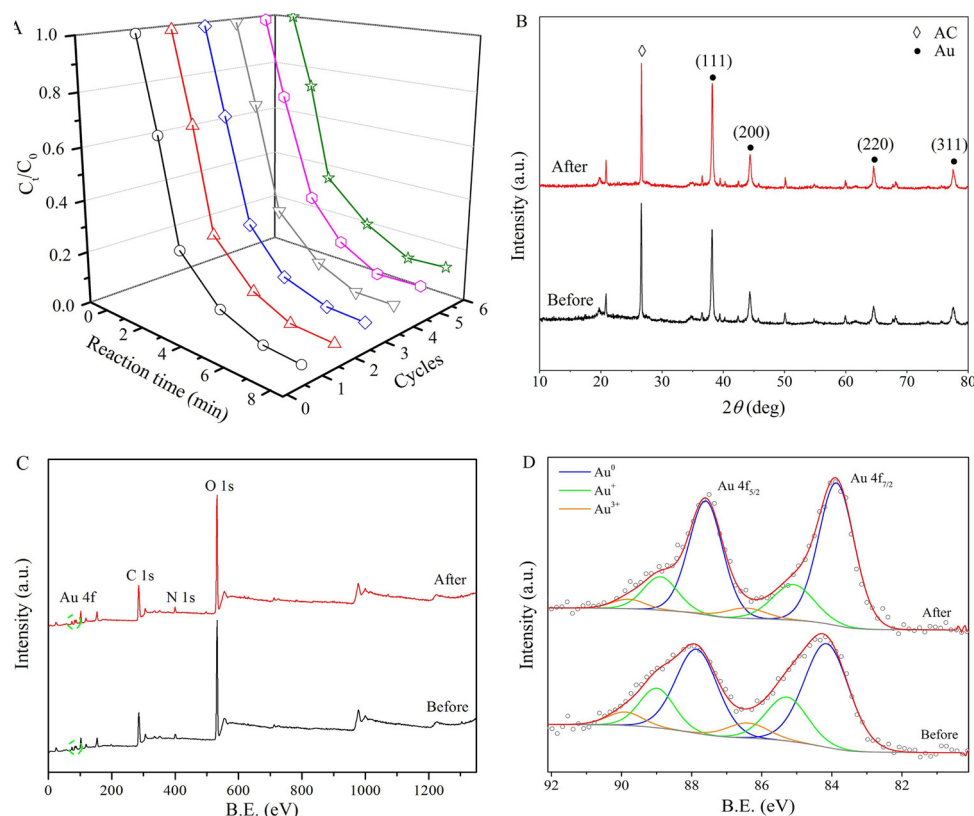 A
1.0
0.8
0.6
0.4
0.2
0.0
Ct/C0
0
2
4
6
8
Reaction time (min)
0
1
2
3
4
5
6
Cycles
B
◇ AC
● Au
(111)
(200)
(220)
(311)
After
Before
Intensity (a.u.)
10 20 30 40 50 60 70 80
2θ (deg)
C
O 1s
C 1s
N 1s
Au 4f
After
Before
Intensity (a.u.)
0 200 400 600 800 1000 1200
B.E. (eV)
D
Au⁰
Au⁺
Au³⁺
Au 4f5/2
Au 4f7/2
After
Before
Intensity (a.u.)
92 90 88 86 84 82
B.E. (eV)